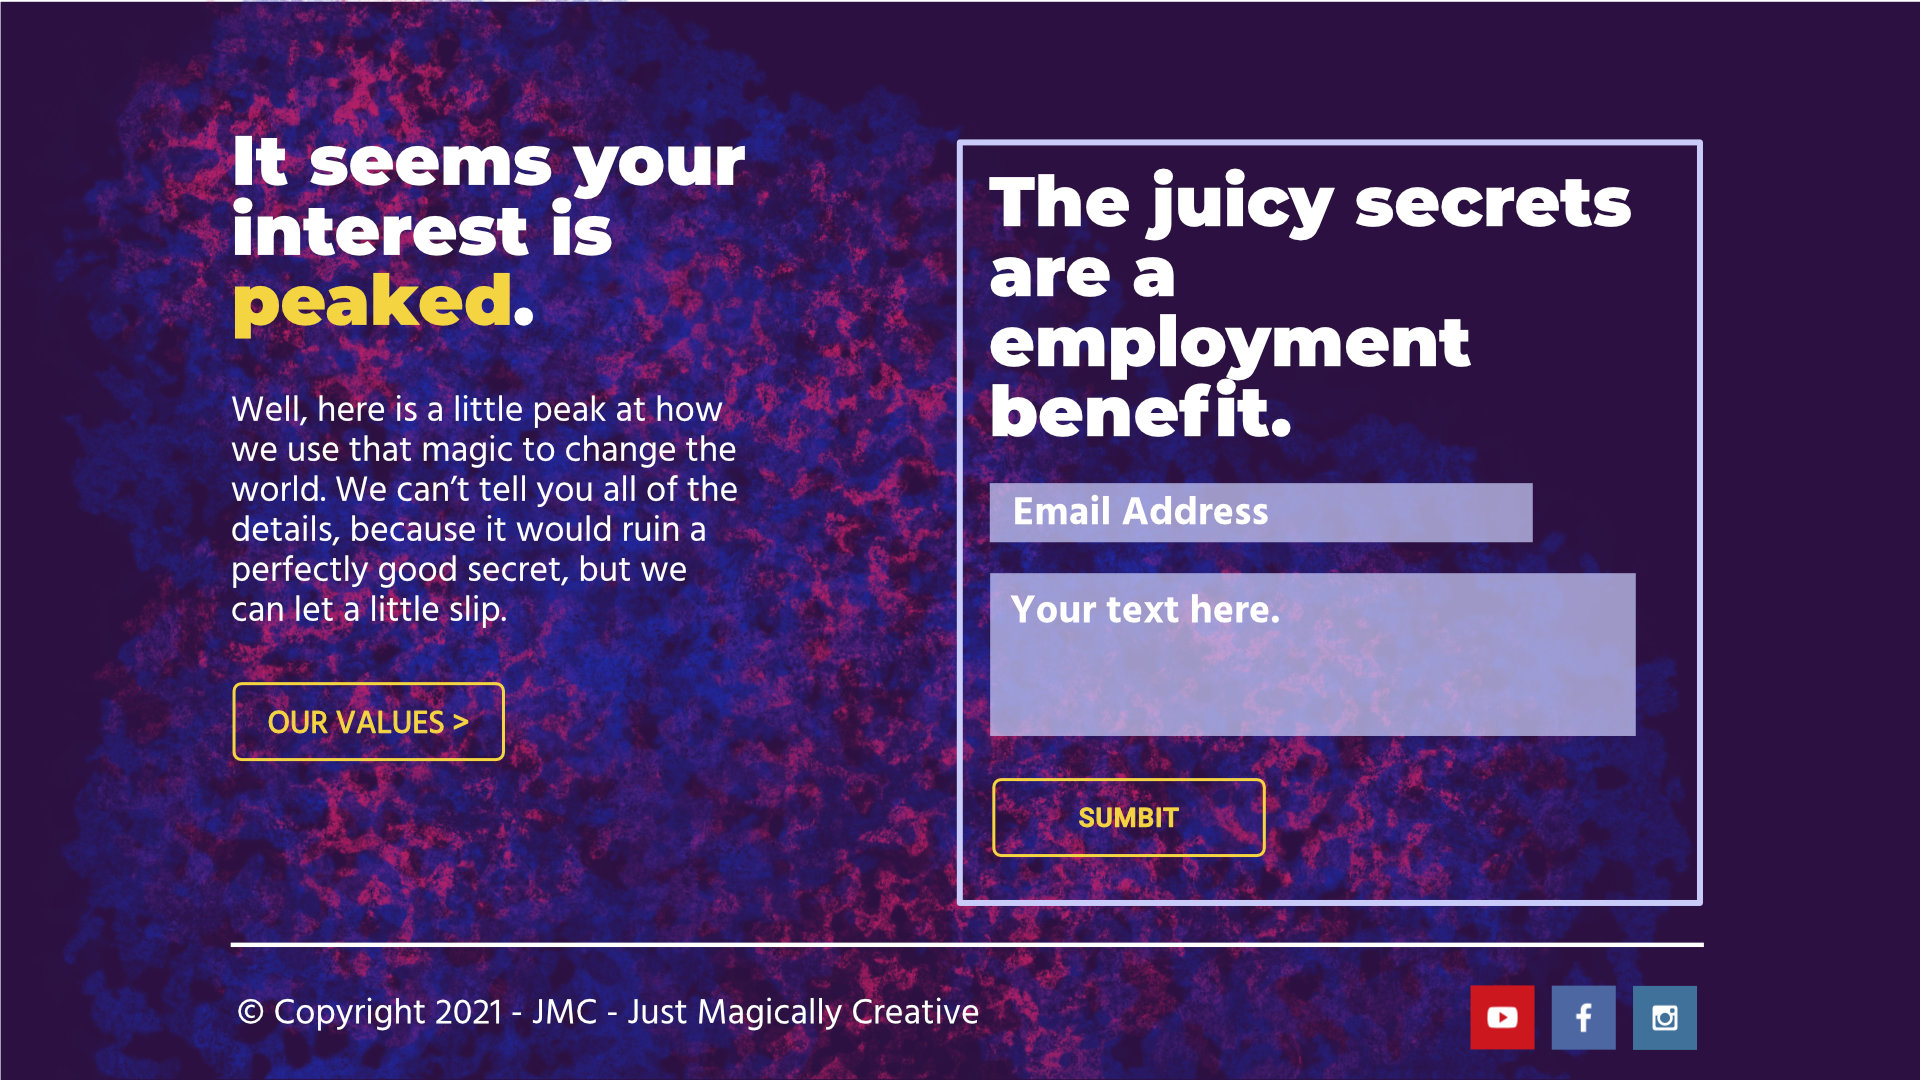 It seems your
interest is
peaked.
Well, here is a little peak at how
we use that magic to change the
world. We can’t tell you all of the
details, because it would ruin a
perfectly good secret, but we
can let a little slip.
OUR VALUES >
The juicy secrets
are a
employment
benefit.
Email Address
Your text here.
SUMBIT
© Copyright 2021 - JMC - Just Magically Creative